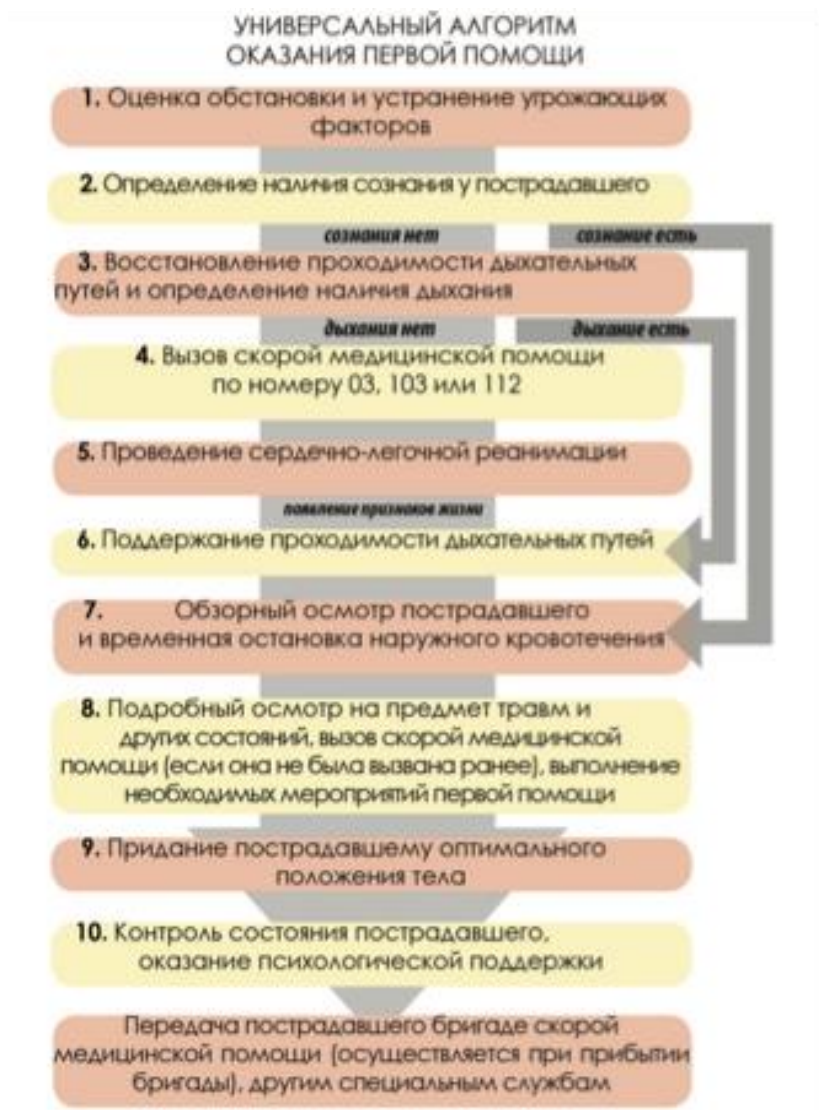 УНИВЕРСАЛЬНЫЙ АЛГОРИТМ
ОКАЗАНИЯ ПЕРВОЙ ПОМОЩИ
1. Оценка обстановки и устранение угрожающих
факторов
2. Определение наличия сознания у пострадавшего
сознания нет
сознание есть
3. Восстановление проходимости дыхательных
путей и определение наличия дыхания
дыхания нет
дыхание есть
4. Вызов скорой медицинской помощи
по номеру 03, 103 или 112
5. Проведение сердечно-легочной реанимации
появление признаков жизни
6. Поддержание проходимости дыхательных путей
7. Обзорный осмотр пострадавшего
и временная остановка наружного кровотечения
8. Подробный осмотр на предмет травм и
других состояний, вызов скорой медицинской
помощи (если она не была вызвана ранее), выполнение
необходимых мероприятий первой помощи
9. Придание пострадавшему оптимального
положения тела
10. Контроль состояния пострадавшего,
оказание психологической поддержки
Передача пострадавшего бригаде скорой
медицинской помощи (осуществляется при прибытии
бригады), другим специальным службам